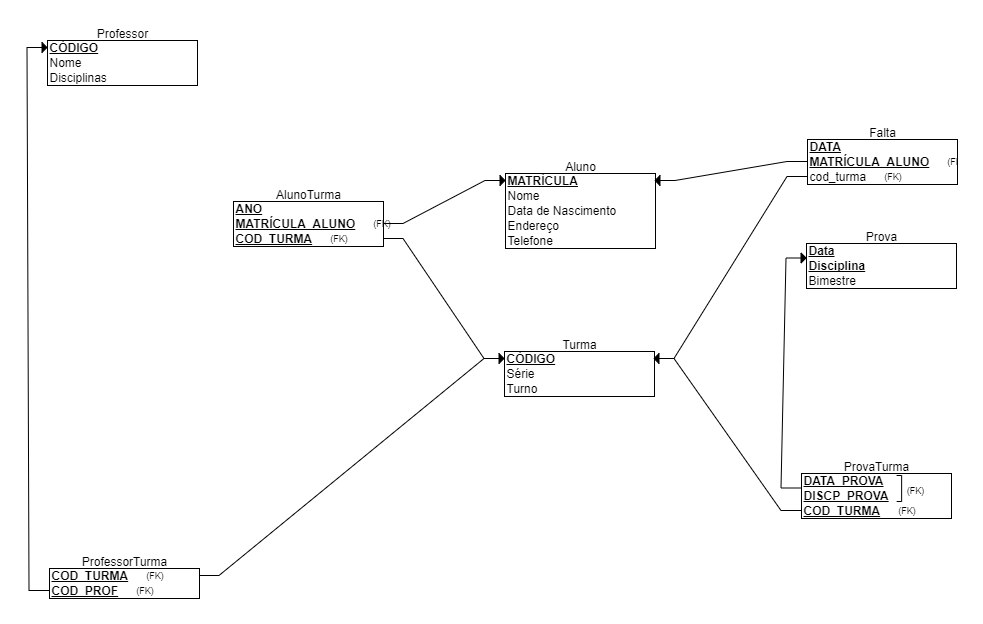 Professor
CÓDIGO
Nome
Disciplinas
Falta
DATA
MATRÍCULA_ALUNO (F
cod_turma (FK)
Aluno
MATRÍCULA
Nome
Data de Nascimento
Endereço
Telefone
AlunoTurma
ANO
MATRÍCULA_ALUNO (FK)
COD_TURMA (FK)
Prova
Data
Disciplina
Bimestre
Turma
CÓDIGO
Série
Turno
ProvaTurma
DATA_PROVA
DISCP_PROVA (FK)
COD_TURMA (FK)
ProfessorTurma
COD_TURMA (FK)
COD_PROF (FK)